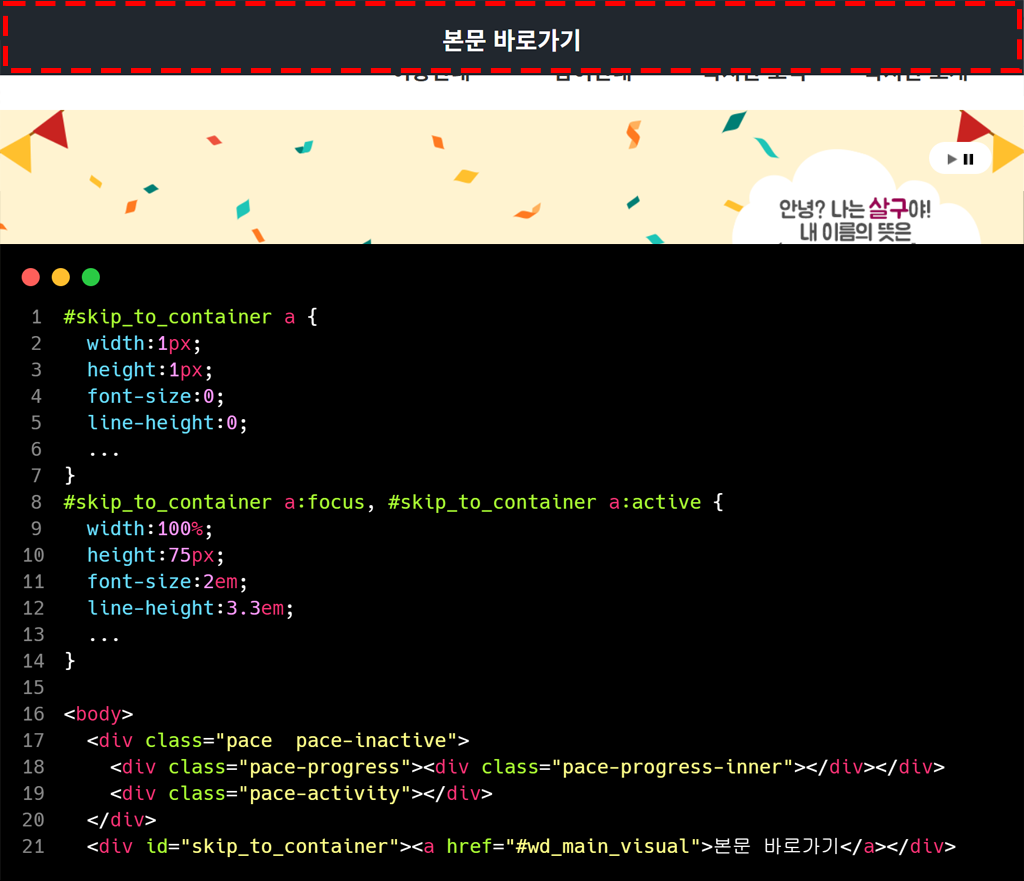 본문 바로가기
안녕? 나는 살구야!
내 이름의 뜻은
1 #skip_to_container a {
2 width:1px;
3 height:1px;
4 font-size:0;
5 line-height:0;
6 ...
7 }
8 #skip_to_container a:focus, #skip_to_container a:active {
9 width:100%;
10 height:75px;
11 font-size:2em;
12 line-height:3.3em;
13 ...
14 }
15
16 <body>
17 <div class="pace  pace-inactive">
18 <div class="pace-progress"><div class="pace-progress-inner"></div></div>
19 <div class="pace-activity"></div>
20 </div>
21 <div id="skip_to_container"><a href="#wd_main_visual">본문 바로가기</a></div>